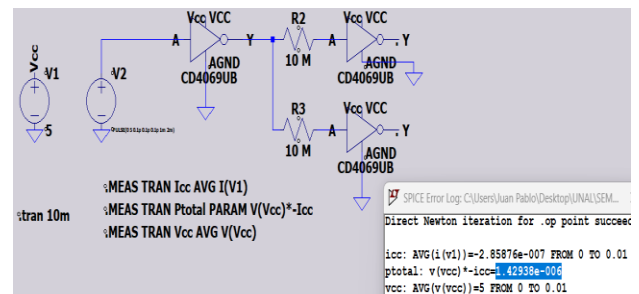 Vcc VCC
R2
Vcc VCC
A
Y
A
Y
Vcc
AGND
10 M
AGND
V1
V2
CD4069UB
CD4069UB
R3
Vcc VCC
A
Y
5
10 M
AGND
CD4069UB
.MEAS TRAN Icc AVG I(V1)
.tran 10m
.MEAS TRAN Ptotal PARAM V(Vcc)*-Icc
.MEAS TRAN Vcc AVG V(Vcc)
SPICE Error Log: C:\Users\Juan Pablo\Desktop\UNAL\SEM...
Direct Newton iteration for .op point succeed
icc: AVG(i(v1))=-2.85876e-007 FROM 0 TO 0.01
ptotal: v(vcc)*-icc=1.42938e-006
vcc: AVG(v(vcc))=5 FROM 0 TO 0.01